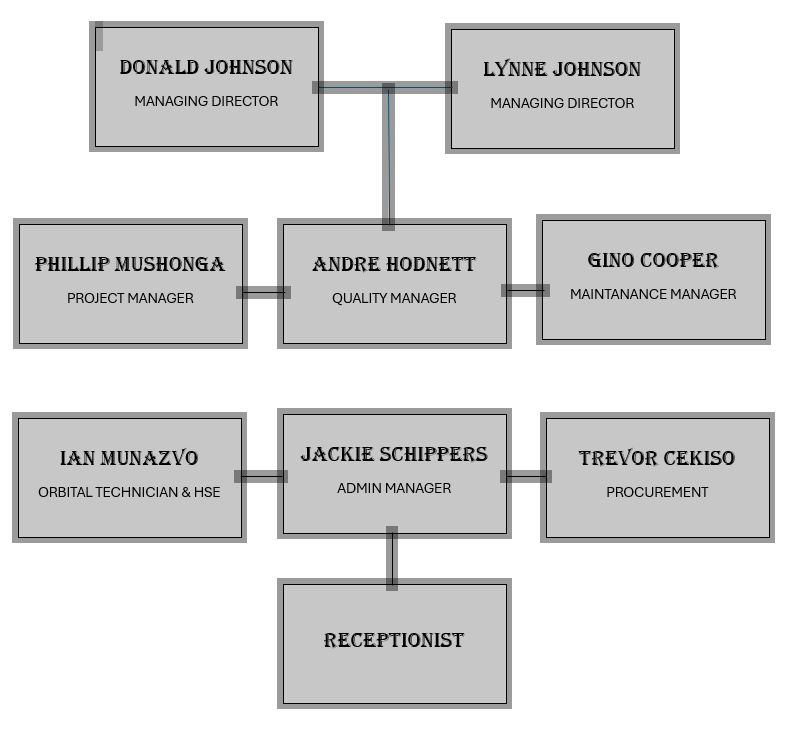 DONALD JOHNSON
MANAGING DIRECTOR
LYNNE JOHNSON
MANAGING DIRECTOR
PHILLIP MUSHONGA
PROJECT MANAGER
ANDRE HODNETT
QUALITY MANAGER
GINO COOPER
MAINTANANCE MANAGER
IAN MUNAZVO
ORBITAL TECHNICIAN & HSE
JACKIE SCHIPPERS
ADMIN MANAGER
TREVOR CEKISO
PROCUREMENT
RECEPTIONIST